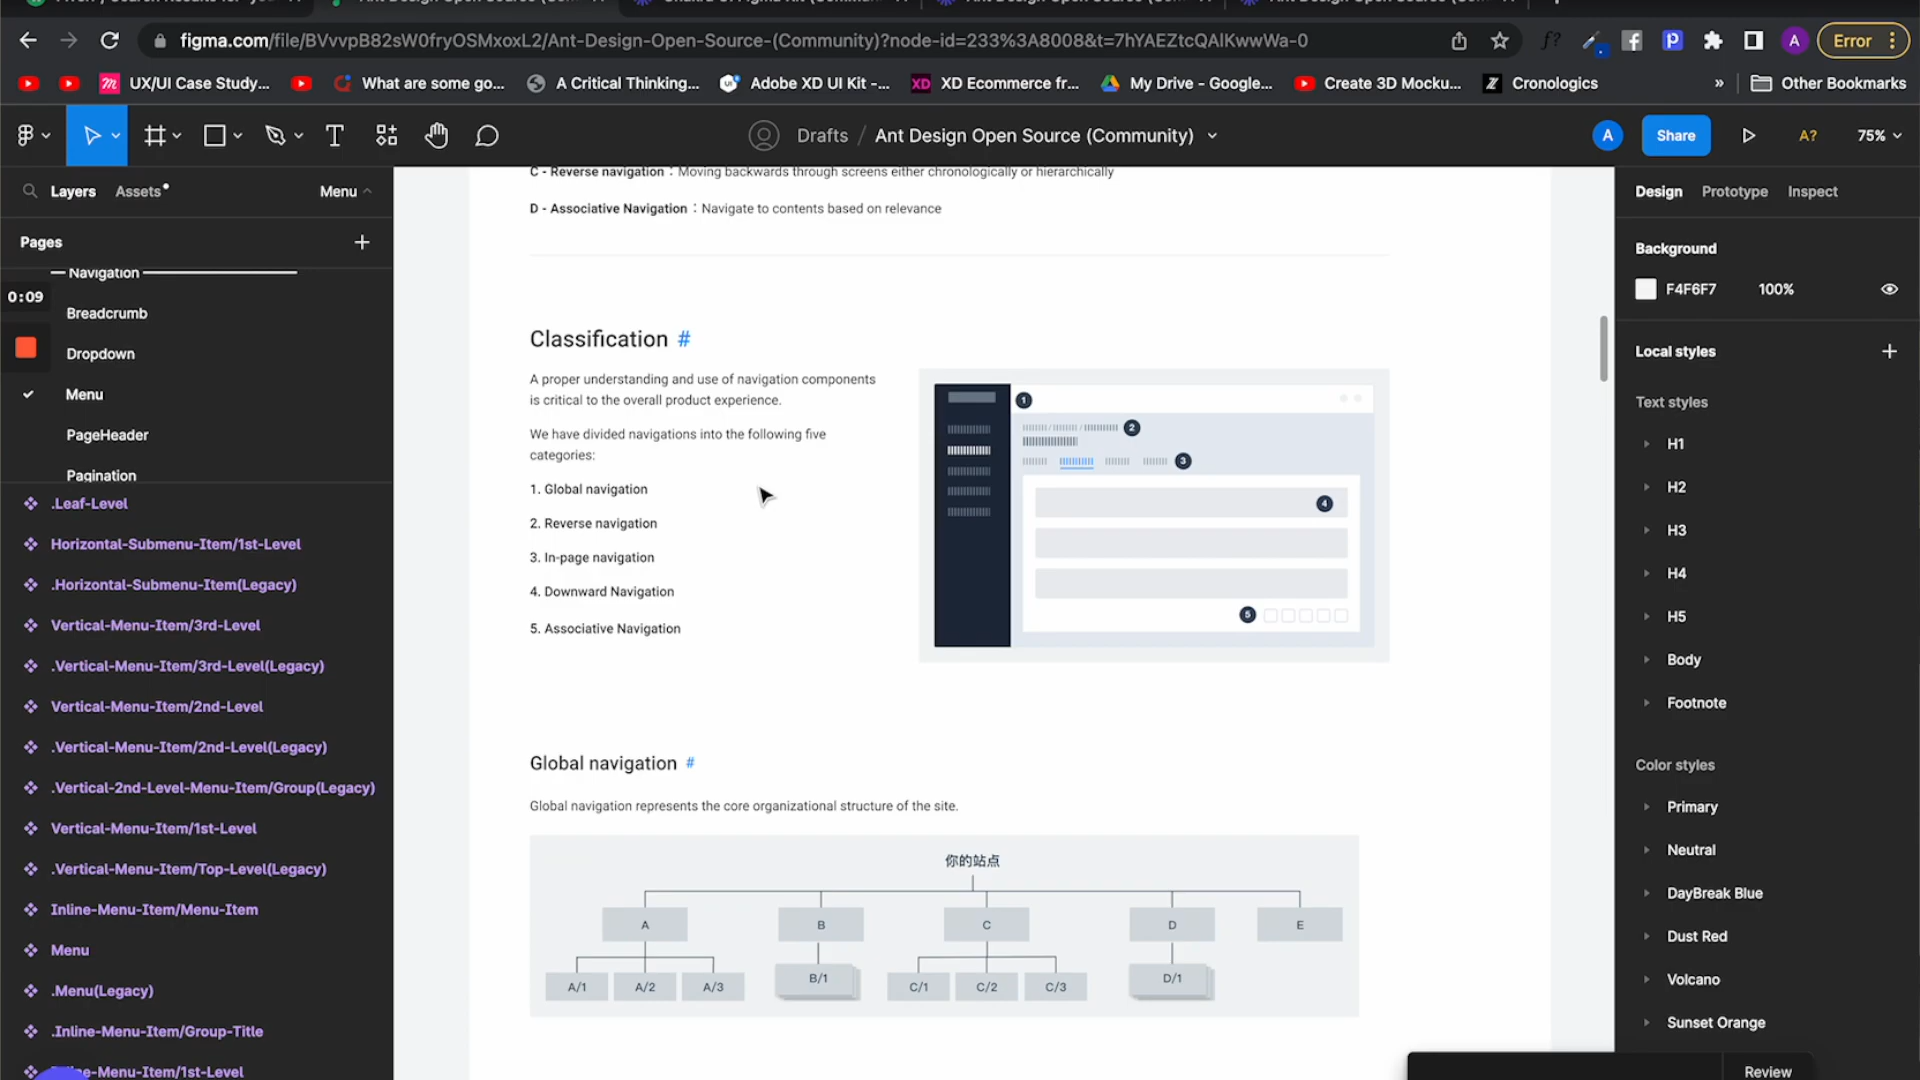 figma.com/file/BVvvpB82sW0fryOSMxoxL2/Ant-Design-Open-Source-(Community)?node-id=233%3A8008&t=7hYAEZtcQAlKwwWa-0
A
Error
UX/UI Case Study...
What are some go...
A Critical Thinking...
Adobe XD UI Kit -...
XD Ecommerce fr...
My Drive - Google...
Create 3D Mocku...
Cronologics
»
Other Bookmarks
Drafts / Ant Design Open Source (Community)
A
Share
A?
75%
Layers
Assets
Menu
Pages
Navigation
0:09
Breadcrumb
Dropdown
Menu
PageHeader
Pagination
.Leaf-Level
Horizontal-Submenu-Item/1st-Level
.Horizontal-Submenu-Item(Legacy)
Vertical-Menu-Item/3rd-Level
.Vertical-Menu-Item/3rd-Level(Legacy)
Vertical-Menu-Item/2nd-Level
.Vertical-Menu-Item/2nd-Level(Legacy)
.Vertical-2nd-Level-Menu-Item/Group(Legacy)
Vertical-Menu-Item/1st-Level
.Vertical-Menu-Item/Top-Level(Legacy)
Inline-Menu-Item/Menu-Item
Menu
.Menu(Legacy)
.Inline-Menu-Item/Group-Title
C - Reverse navigation：Moving backwards through screens either chronologically or hierarchically
D - Associative Navigation：Navigate to contents based on relevance
Classification #
A proper understanding and use of navigation components
is critical to the overall product experience.
We have divided navigations into the following five
categories:
1. Global navigation
2. Reverse navigation
3. In-page navigation
4. Downward Navigation
5. Associative Navigation
1
2
3
4
5
Global navigation #
Global navigation represents the core organizational structure of the site.
你的站点
A B C D E
A/1 A/2 A/3 B/1 C/1 C/2 C/3 D/1
Design
Prototype
Inspect
Background
F4F6F7 100%
Local styles
Text styles
H1
H2
H3
H4
H5
Body
Footnote
Color styles
Primary
Neutral
DayBreak Blue
Dust Red
Volcano
Sunset Orange
Review